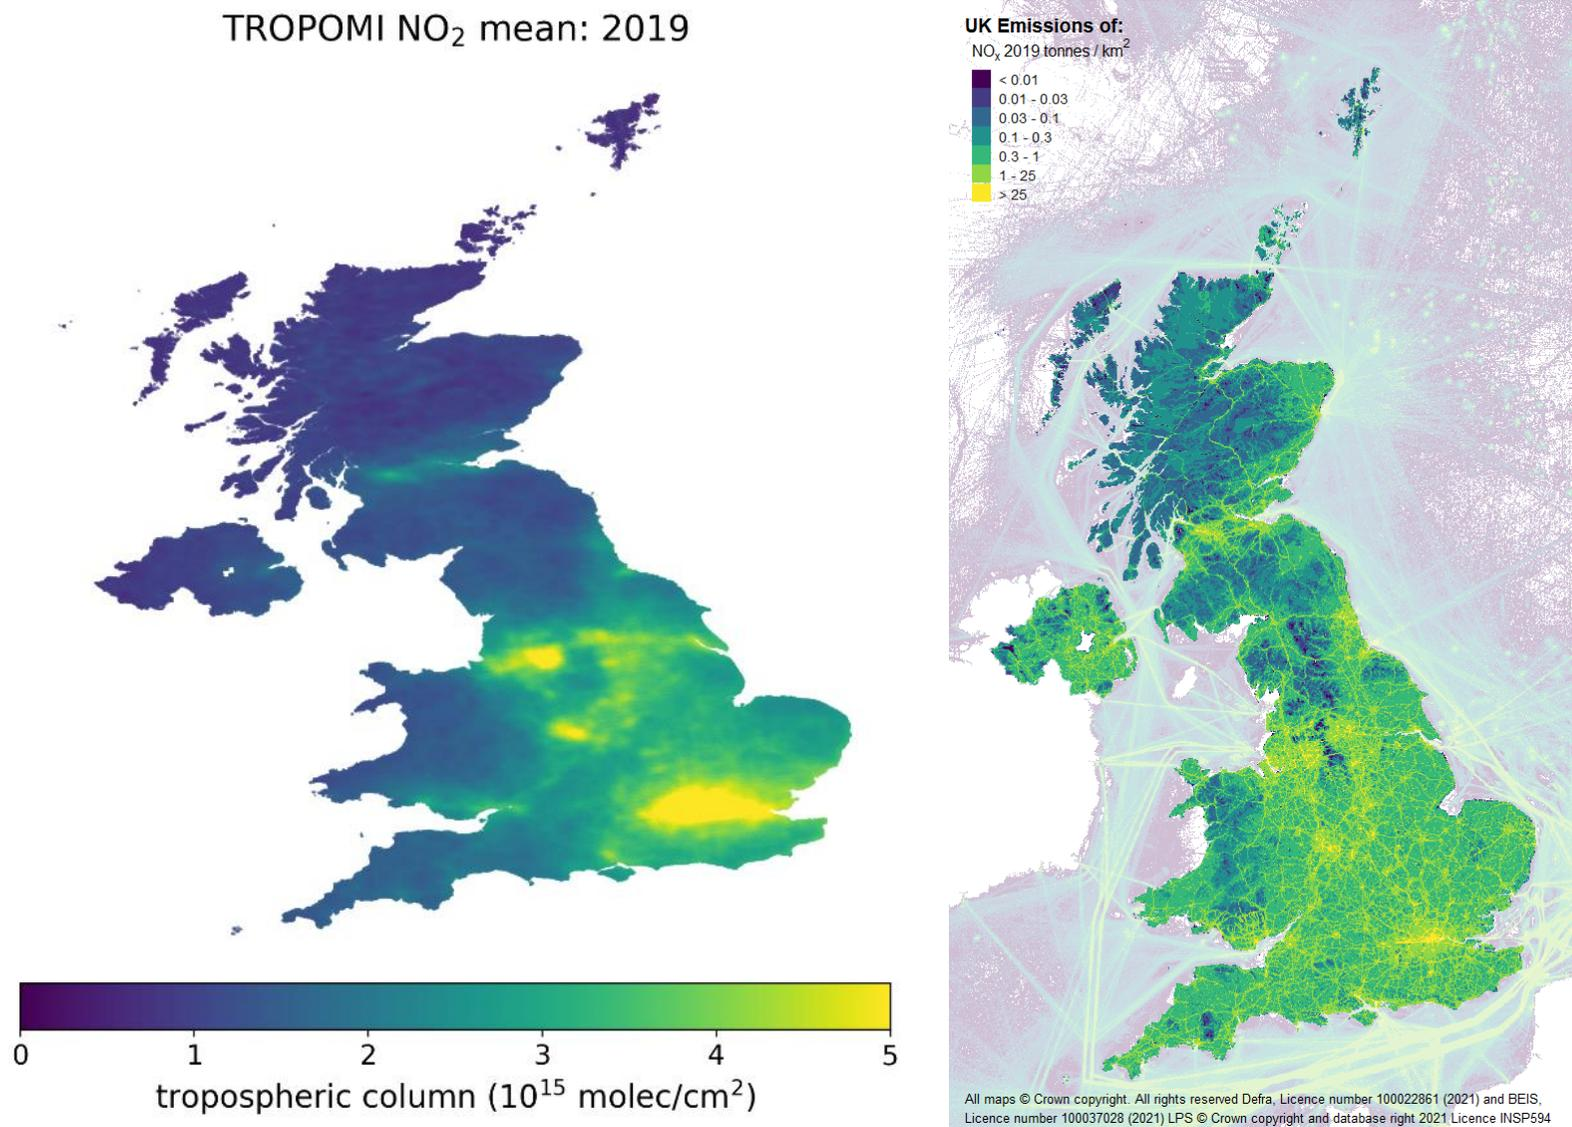 TROPOMI NO₂ mean: 2019
0 1 2 3 4 5
tropospheric column (10¹⁵ molec/cm²)
UK Emissions of:
NOₓ 2019 tonnes / km²
< 0.01
0.01 - 0.03
0.03 - 0.1
0.1 - 0.3
0.3 - 1
1 - 25
> 25
All maps © Crown copyright. All rights reserved Defra, Licence number 100022861 (2021) and BEIS,
Licence number 100037028 (2021) LPS © Crown copyright and database right 2021 Licence INSP594